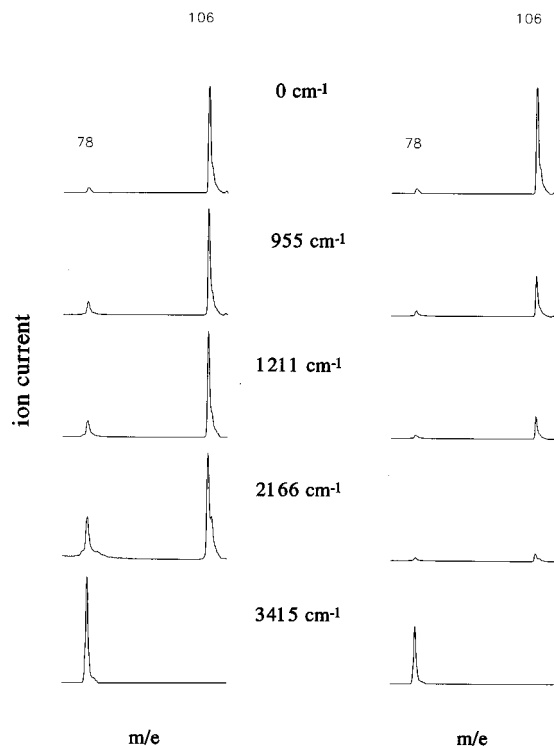 106
106
0 cm-1
78
78
955 cm-1
1211 cm-1
ion current
2166 cm-1
3415 cm-1
m/e
m/e